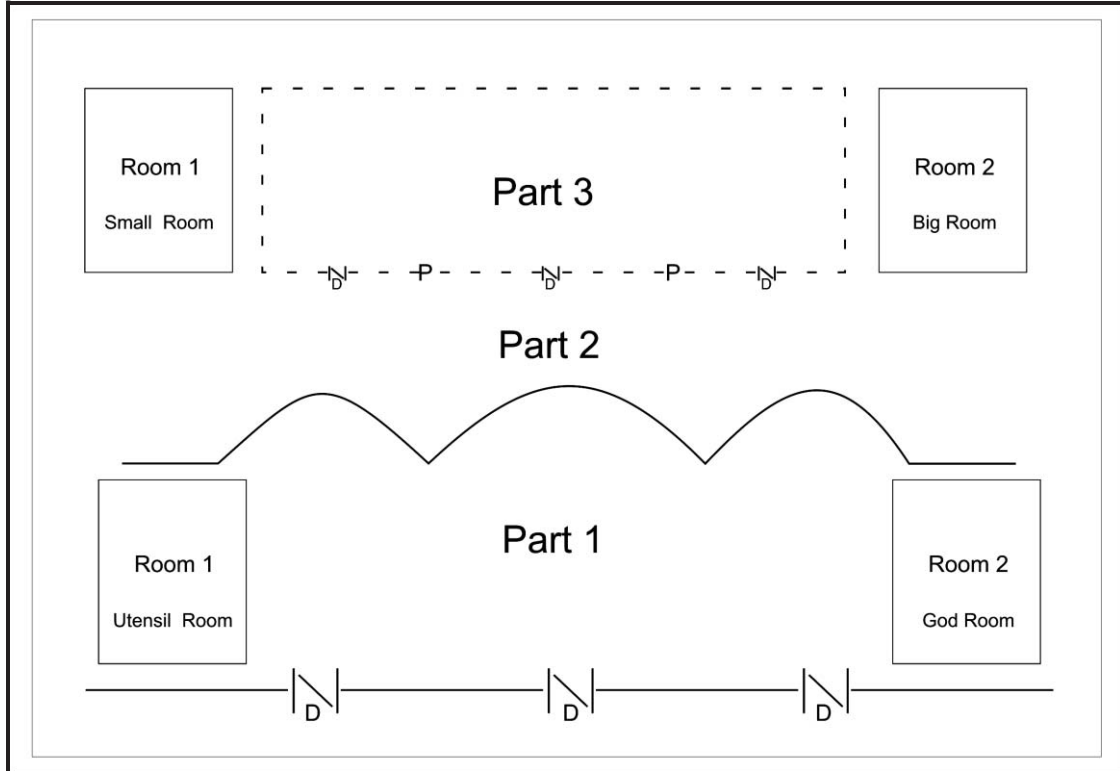 Room 1
Small Room
Part 3
Room 2
Big Room
D
P
D
P
D
Part 2
Part 1
Room 1
Utensil Room
Room 2
God Room
D
D
D